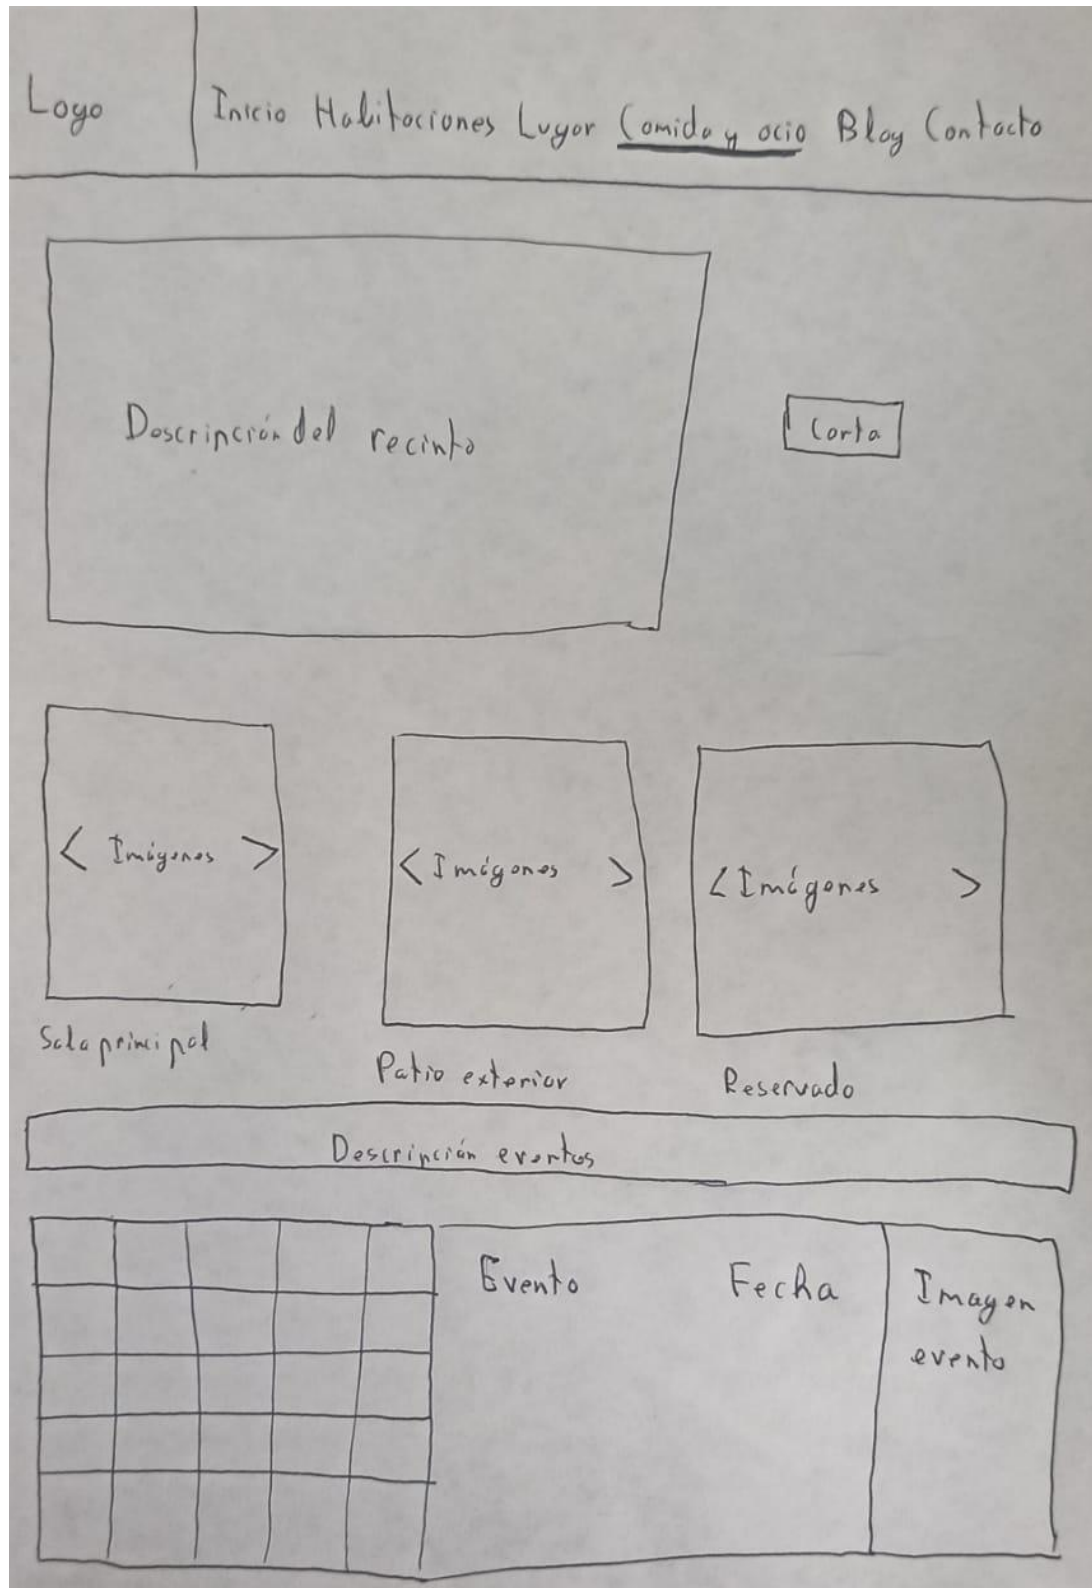 Logo
Inicio Habitaciones Lugar Comida y ocio Blog Contacto
Descripción del recinto
Carta
< Imágenes >
< Imágenes >
< Imágenes >
Sala principal
Patio exterior
Reservado
Descripción eventos
Evento
Fecha
Imagen
evento